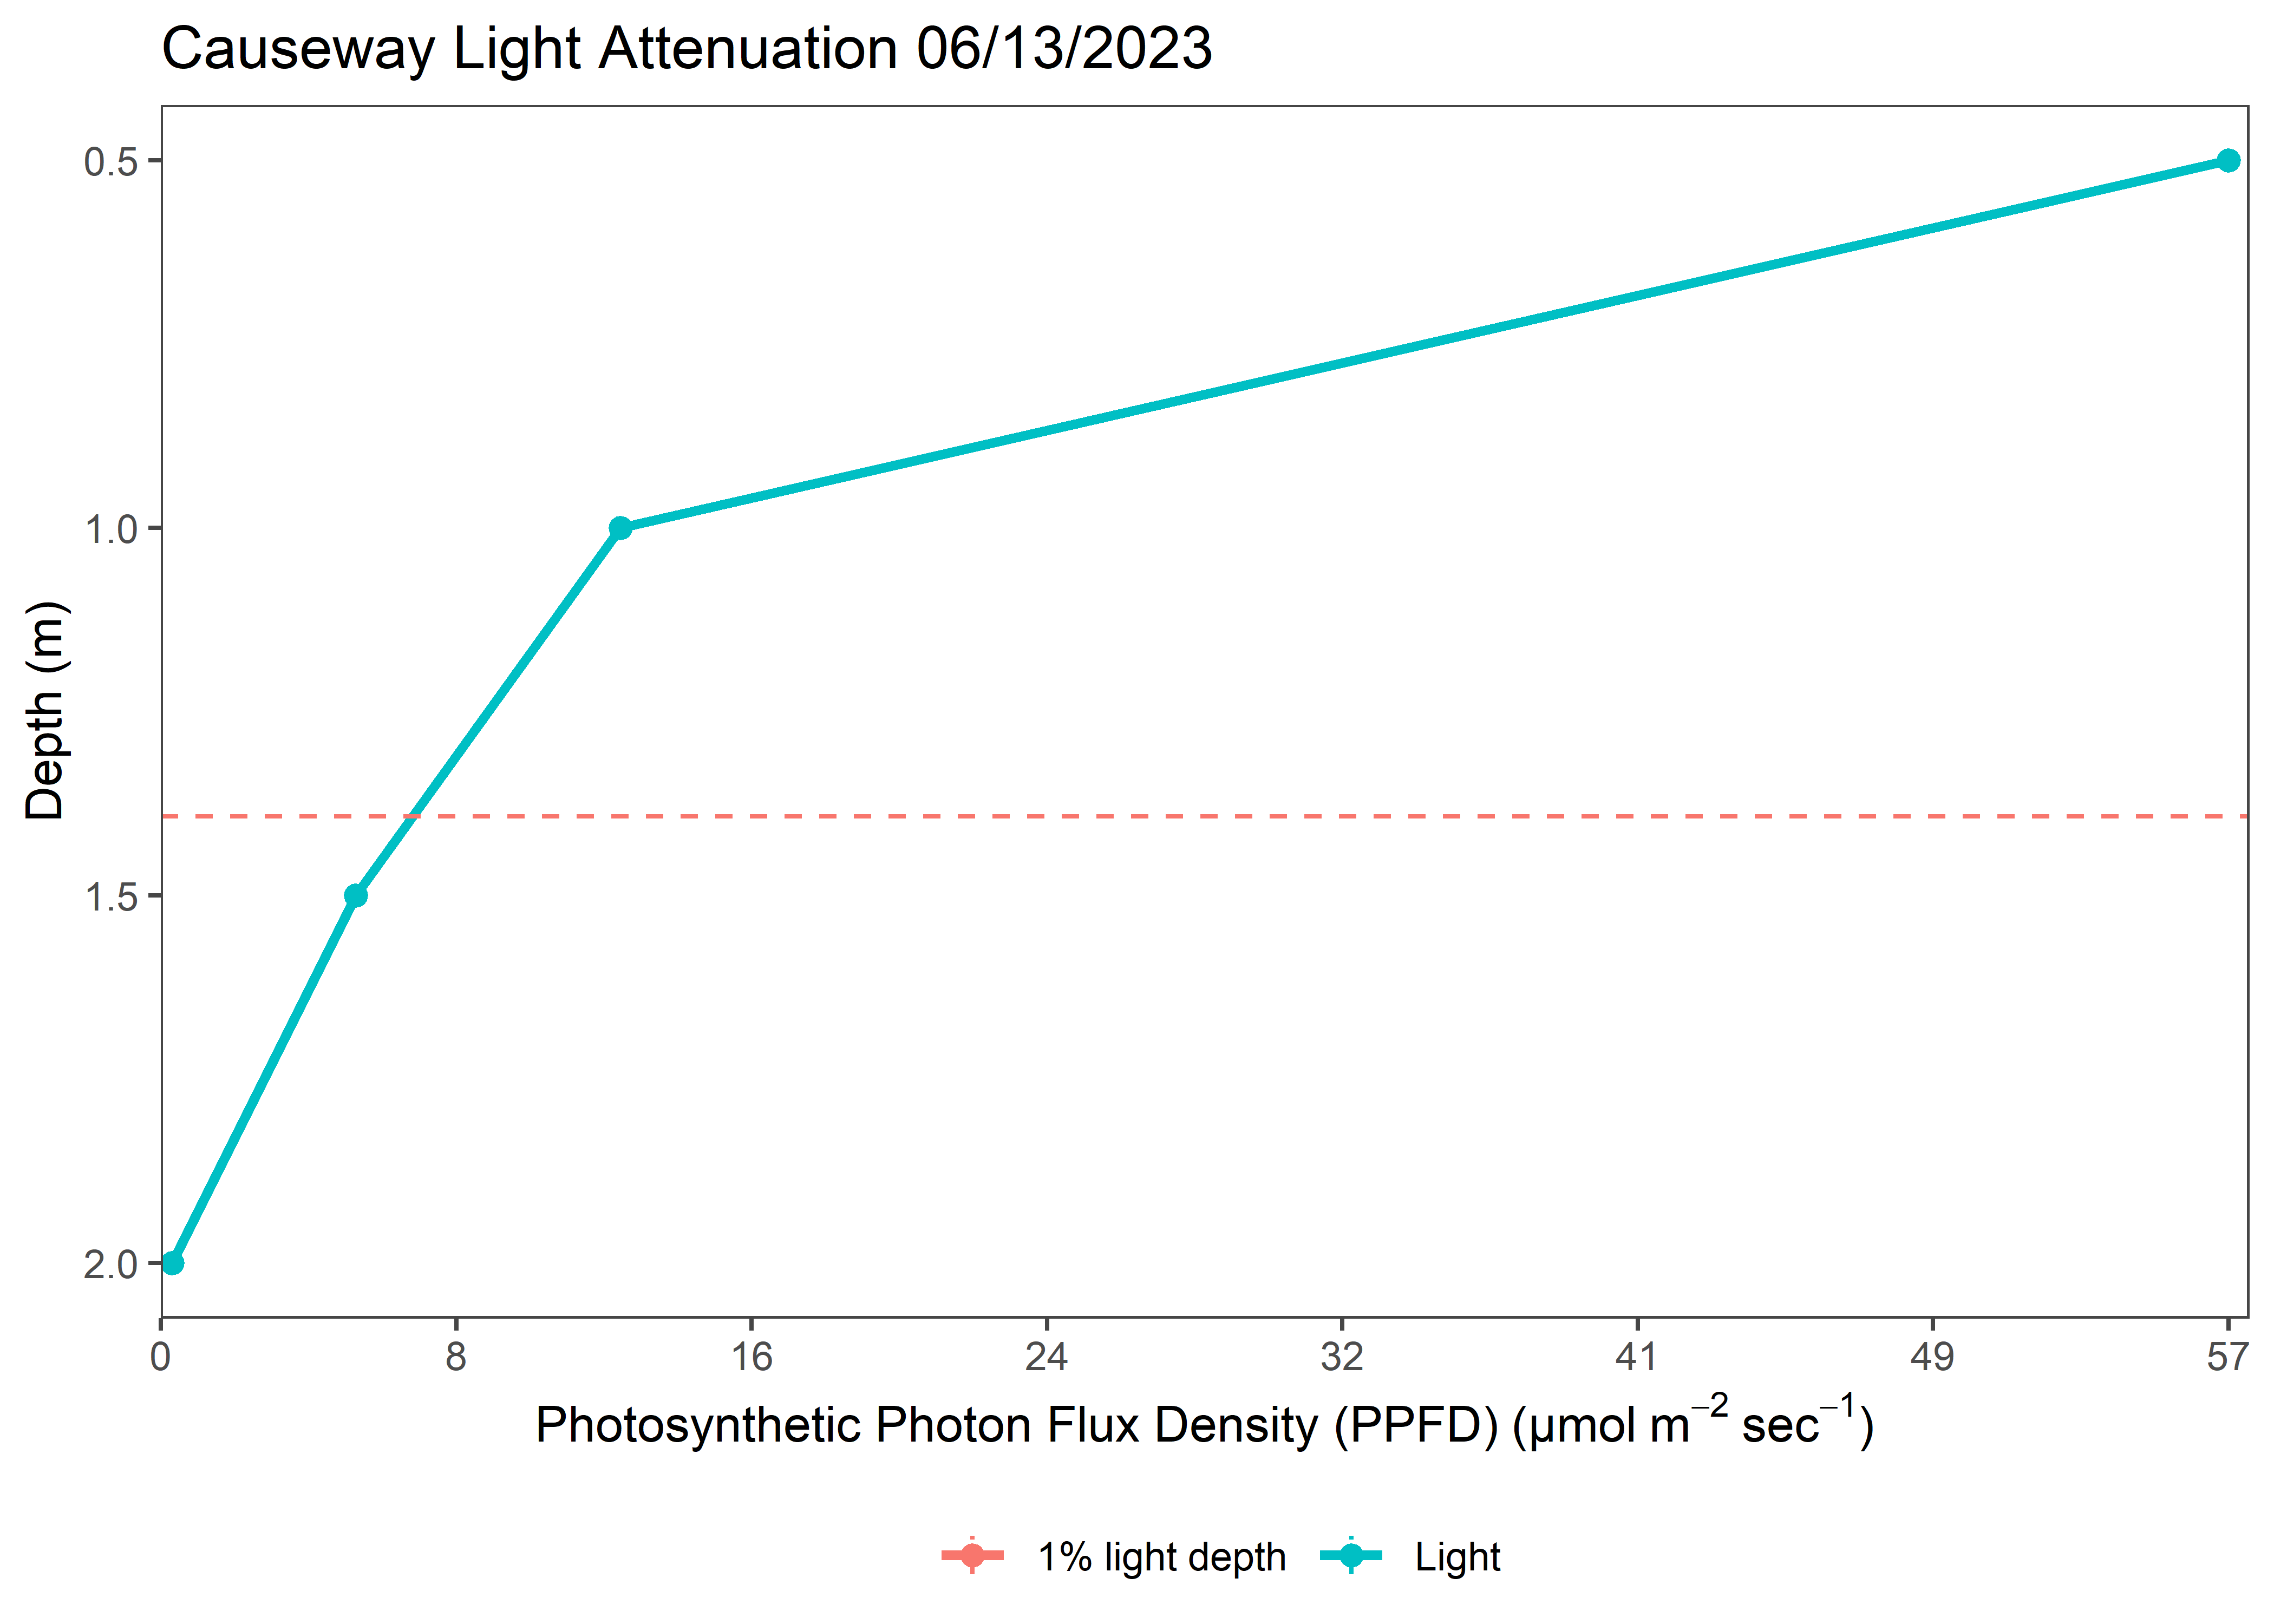 Causeway Light Attenuation 06/13/2023
0.5
1.0
1.5
2.0
Depth (m)
0 8 16 24 32 41 49 57
Photosynthetic Photon Flux Density (PPFD) (μmol m⁻² sec⁻¹)
1% light depth Light